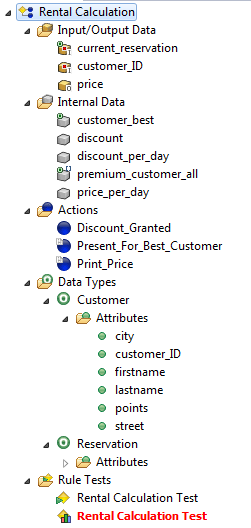 Rental Calculation
Input/Output Data
current_reservation
customer_ID
price
Internal Data
customer_best
discount
discount_per_day
premium_customer_all
price_per_day
Actions
Discount_Granted
Present_For_Best_Customer
Print_Price
Data Types
Customer
Attributes
city
customer_ID
firstname
lastname
points
street
Reservation
Attributes
Rule Tests
Rental Calculation Test
Rental Calculation Test